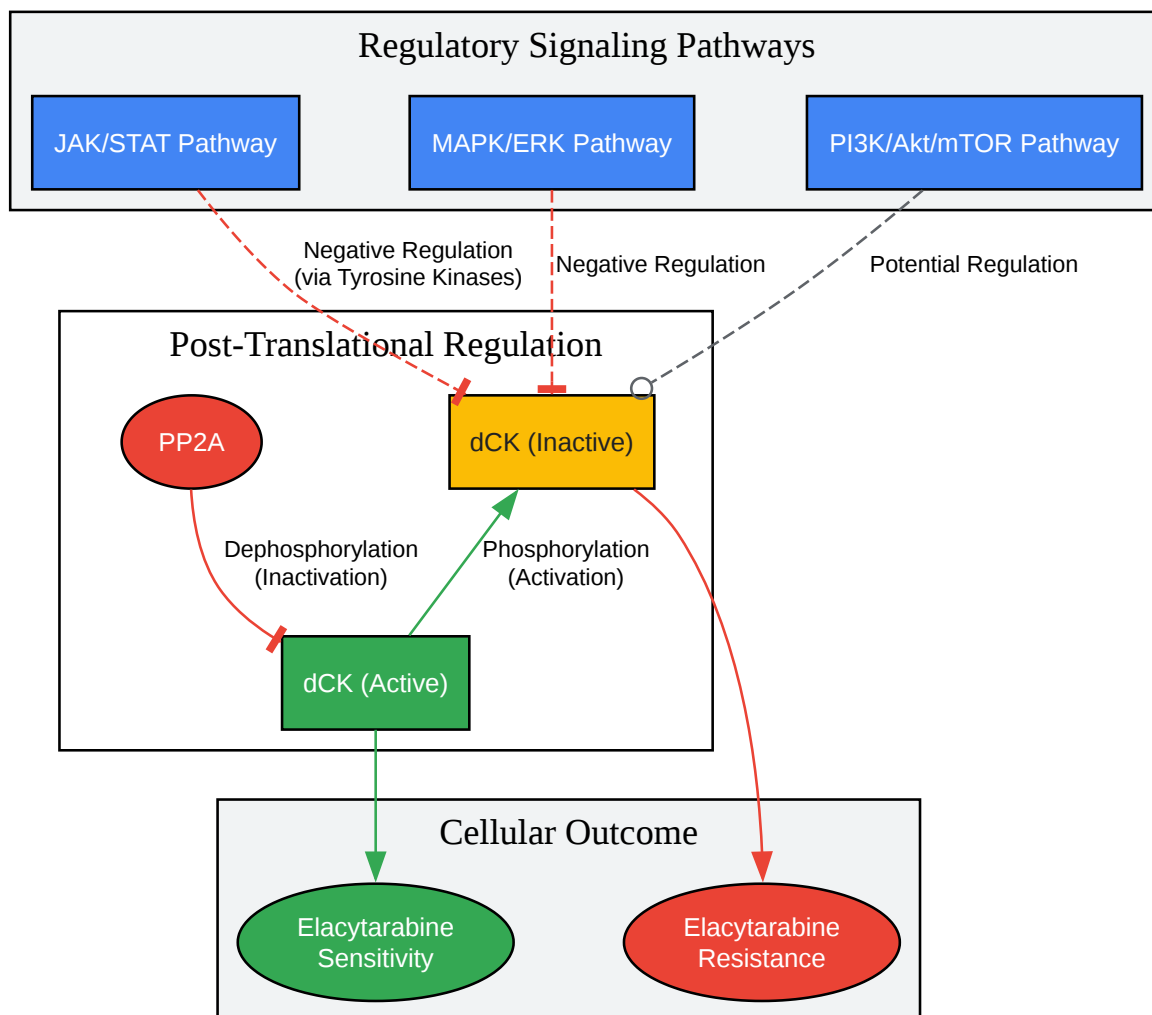 Regulatory Signaling Pathways
JAK/STAT Pathway
MAPK/ERK Pathway
PI3K/Akt/mTOR Pathway
Negative Regulation
(via Tyrosine Kinases)
Negative Regulation
Potential Regulation
Post-Translational Regulation
PP2A
dCK (Inactive)
Dephosphorylation
(Inactivation)
Phosphorylation
(Activation)
dCK (Active)
Cellular Outcome
Elacytarabine
Sensitivity
Elacytarabine
Resistance